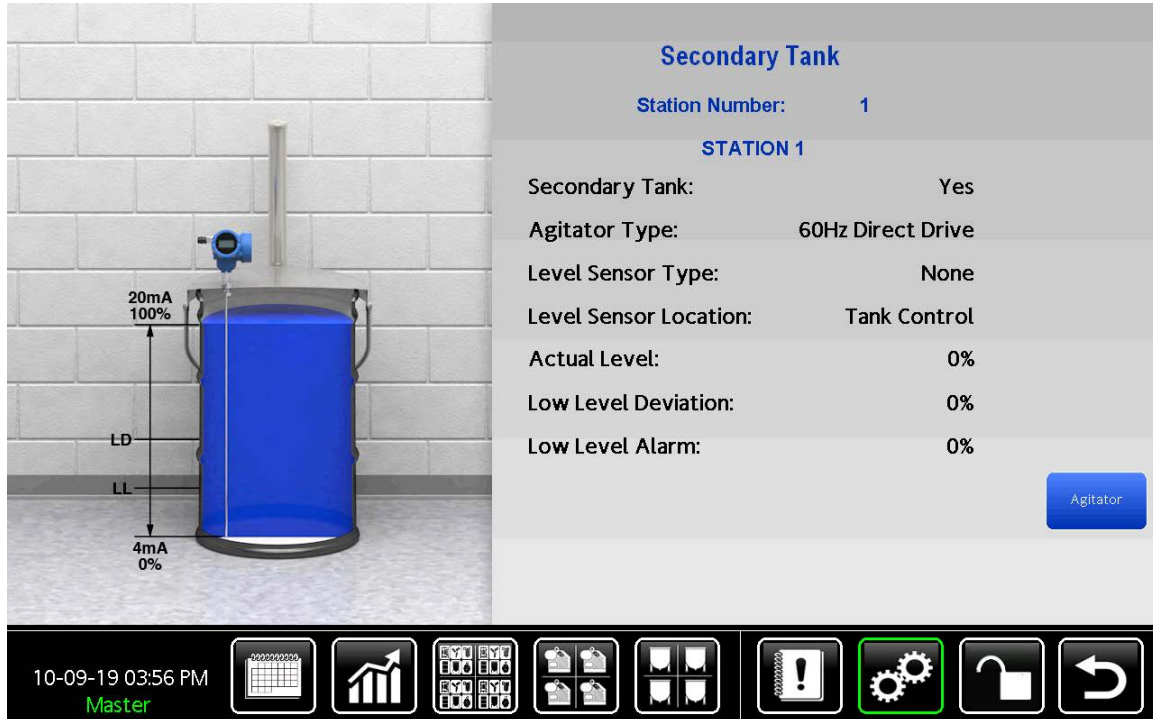 Secondary Tank
Station Number: 1
STATION 1
Secondary Tank: Yes
Agitator Type: 60Hz Direct Drive
Level Sensor Type: None
Level Sensor Location: Tank Control
Actual Level: 0%
Low Level Deviation: 0%
Low Level Alarm: 0%
Agitator
20mA
100%
LD
LL
4mA
0%
10-09-19 03:56 PM
Master